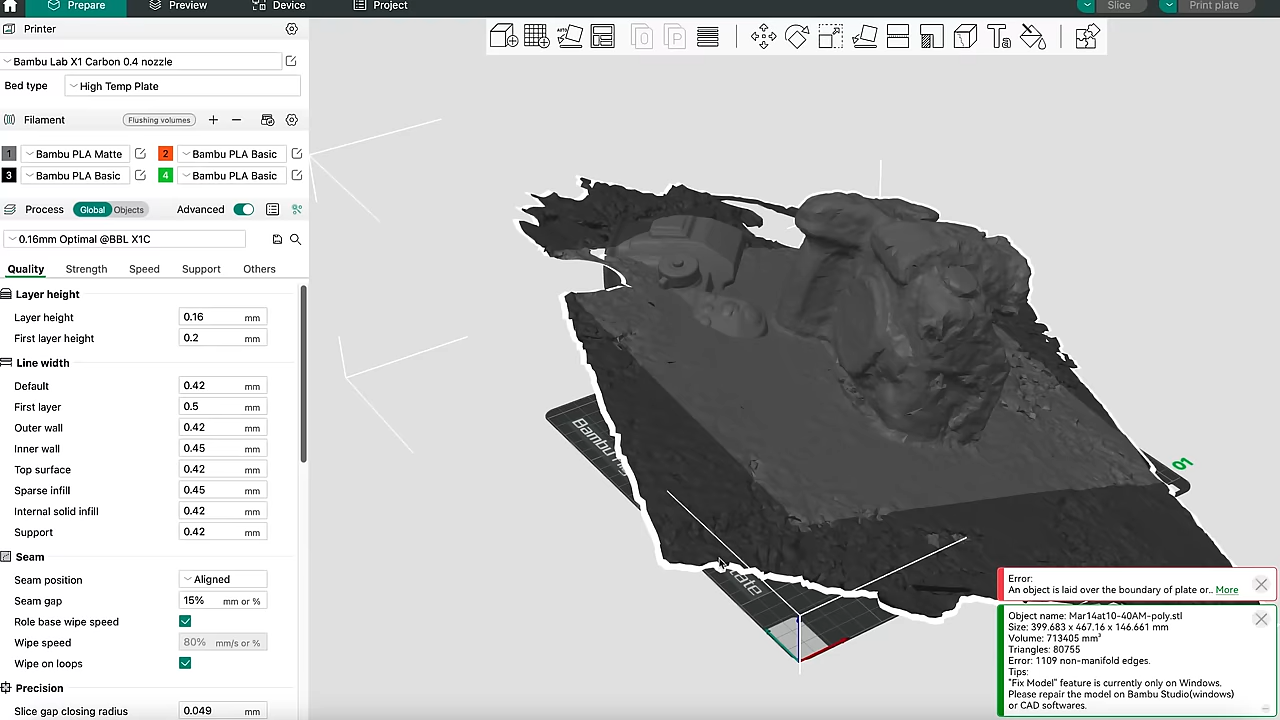 Prepare
Preview
Device
Project
Slice
Print plate
Printer
Bambu Lab X1 Carbon 0.4 nozzle
Bed type
High Temp Plate
Filament
Flushing volumes
1 Bambu PLA Matte
2 Bambu PLA Basic
3 Bambu PLA Basic
4 Bambu PLA Basic
Process Global Objects Advanced
0.16mm Optimal @BBL X1C
Quality Strength Speed Support Others
Layer height
Layer height 0.16 mm
First layer height 0.2 mm
Line width
Default 0.42 mm
First layer 0.5 mm
Outer wall 0.42 mm
Inner wall 0.45 mm
Top surface 0.42 mm
Sparse infill 0.45 mm
Internal solid infill 0.42 mm
Support 0.42 mm
Seam
Seam position Aligned
Seam gap 15% mm or %
Role base wipe speed
Wipe speed 80% mm/s or %
Wipe on loops
Precision
Slice gap closing radius 0.049 mm
Bambu
01
Error:
An object is laid over the boundary of plate or.. More
Object name: Mar14at10-40AM-poly.stl
Size: 399.683 x 467.16 x 146.661 mm
Volume: 713405 mm³
Triangles: 80755
Error: 1109 non-manifold edges.
Tips:
"Fix Model" feature is currently only on Windows.
Please repair the model on Bambu Studio(windows)
or CAD softwares.